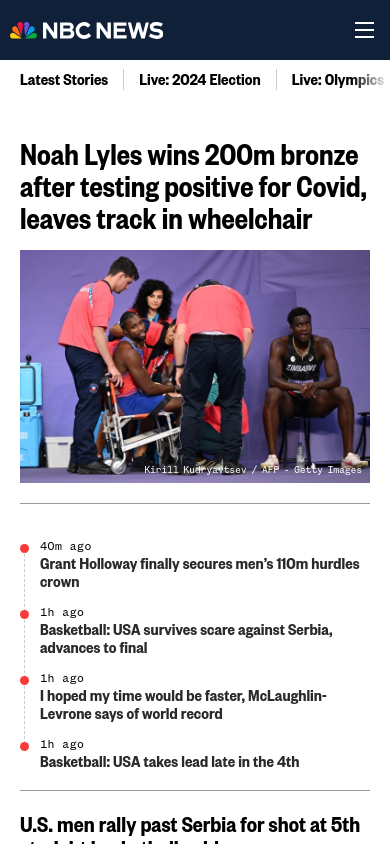 NBC NEWS
Latest Stories
Live: 2024 Election
Live: Olympics
Noah Lyles wins 200m bronze
after testing positive for Covid,
leaves track in wheelchair
Kirill Kudryavtsev / AFP - Getty Images
40m ago
Grant Holloway finally secures men’s 110m hurdles
crown
1h ago
Basketball: USA survives scare against Serbia,
advances to final
1h ago
I hoped my time would be faster, McLaughlin-
Levrone says of world record
1h ago
Basketball: USA takes lead late in the 4th
U.S. men rally past Serbia for shot at 5th